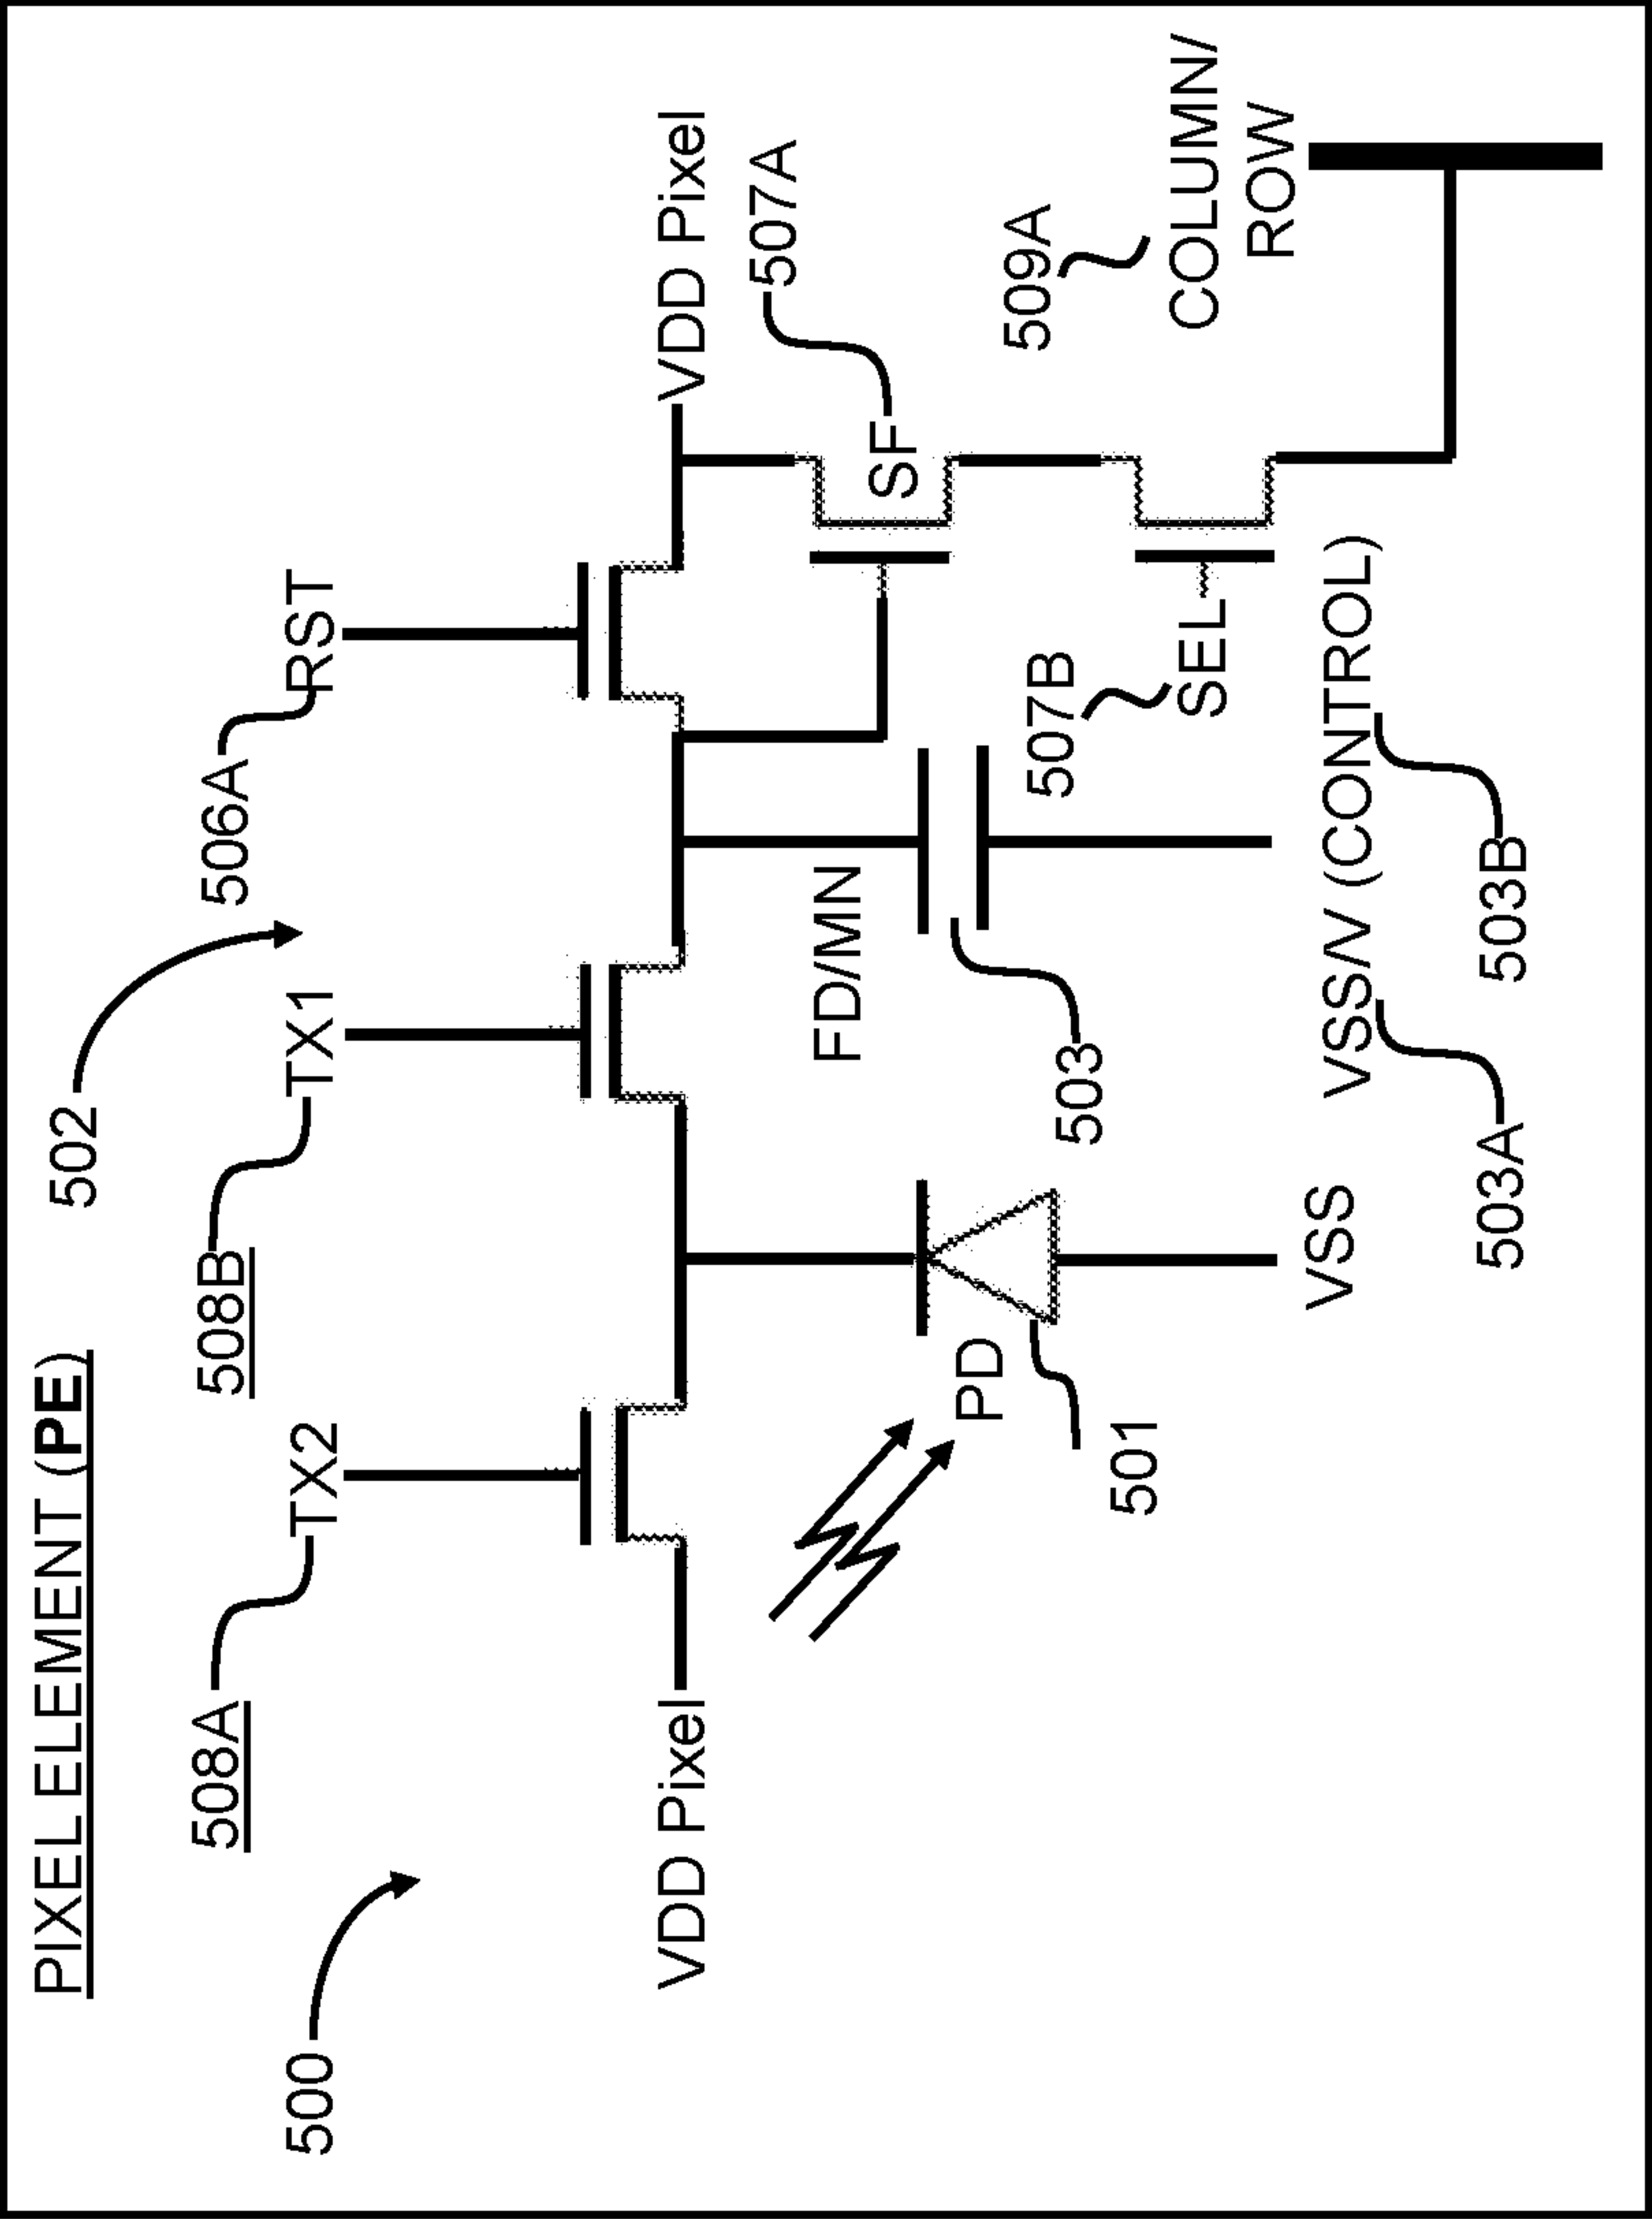 PIXEL ELEMENT (PE)
502
500
508A
508B
506A
TX2
TX1
RST
VDD Pixel
VDD Pixel
507A
FD/MN
SF
PD
501
503
507B
509A
SEL
COLUMN/
ROW
VSS
VSS/V (CONTROL)
503A
503B